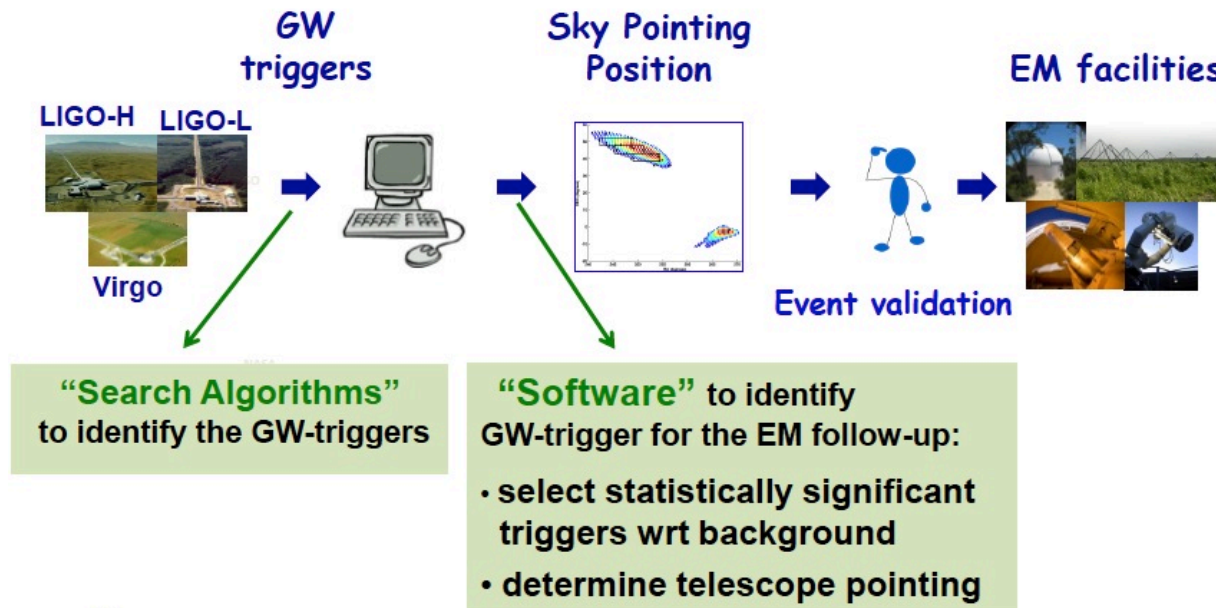 GW
triggers
Sky Pointing
Position
EM facilities
LIGO-H
LIGO-L
Virgo
Event validation
“Search Algorithms”
to identify the GW-triggers
“Software” to identify
GW-trigger for the EM follow-up:
• select statistically significant
triggers wrt background
• determine telescope pointing